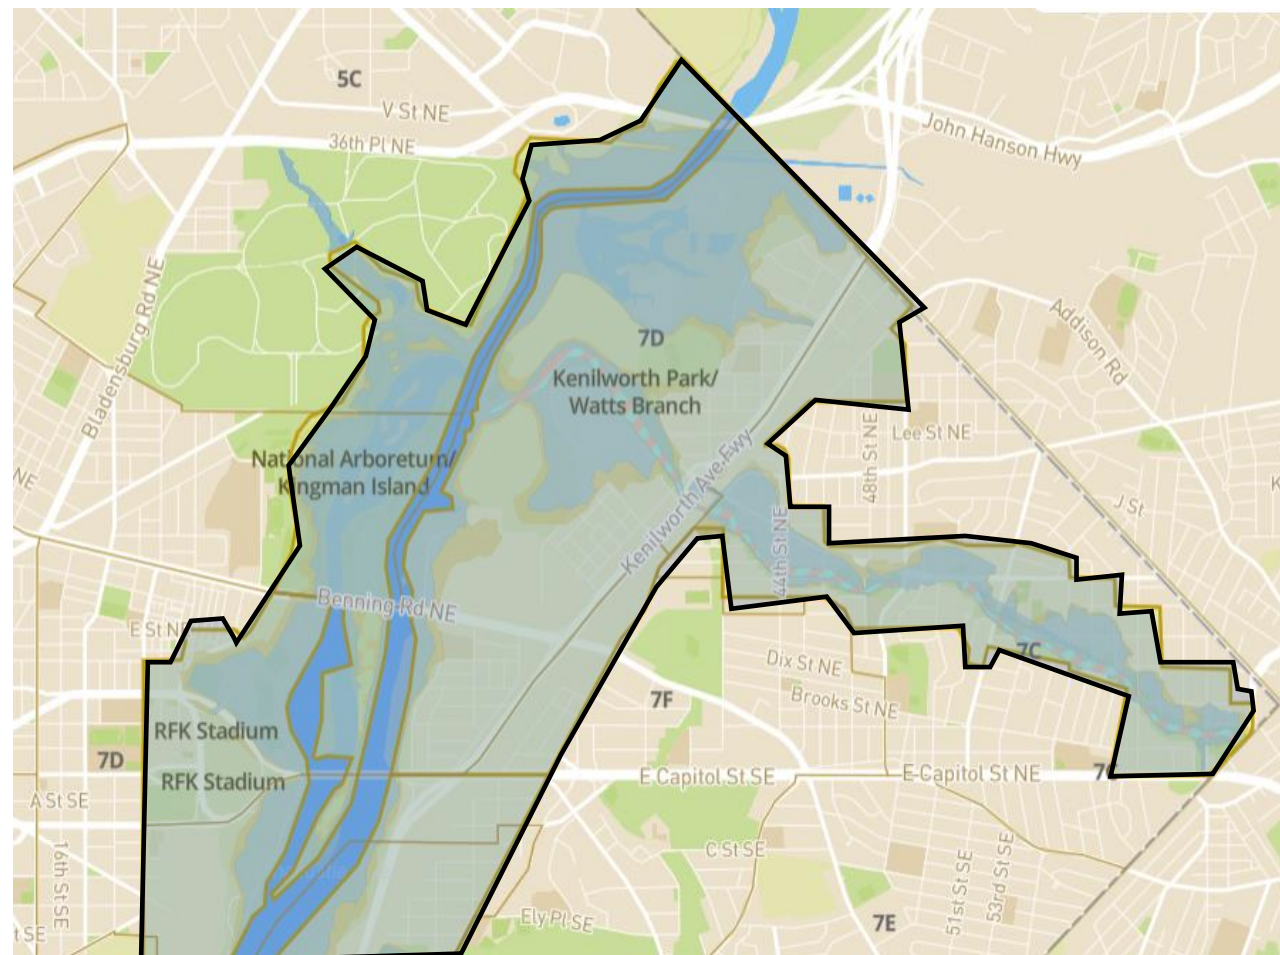 5C
V St NE
36th Pl NE
John Hanson Hwy
Bladensburg Rd NE
Addison Rd
7D
Kenilworth Park/
Watts Branch
Lee St NE
48th St NE
National Arboretum/
Kingman Island
NE
Kenilworth Ave Fwy
J St
K
44th St NE
Benning Rd NE
E St NE
7C
Dix St NE
7F
Brooks St NE
RFK Stadium
7D
RFK Stadium
E Capitol St SE
E Capitol St NE
A St SE
16th St SE
C St SE
51st St SE
53rd St SE
Ely Pl SE
7E
t SE